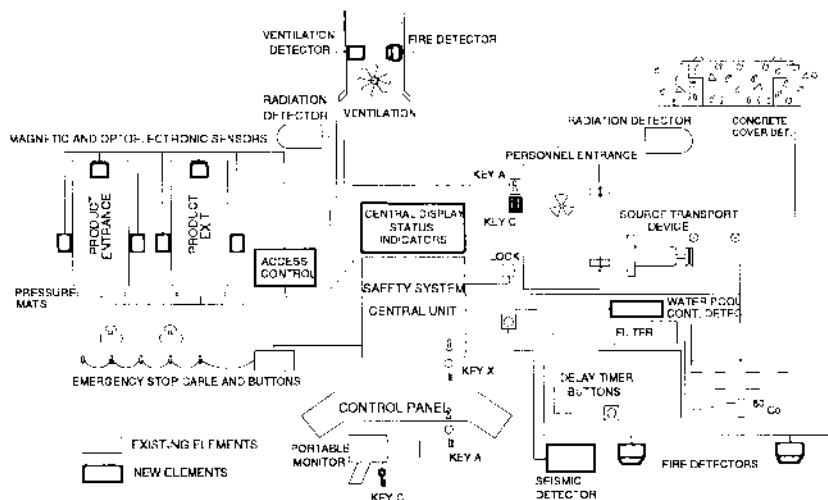 VENTILATION
DETECTOR
FIRE DETECTOR
RADIATION
DETECTOR
VENTILATION
RADIATION DETECTOR
CONCRETE
COVER DET.
MAGNETIC AND OPTOELECTRONIC SENSORS
PERSONNEL ENTRANCE
KEY A
KEY C
PRODUCT
ENTRANCE
PRODUCT
EXIT
CENTRAL DISPLAY
STATUS
INDICATORS
SOURCE TRANSPORT
DEVICE
ACCESS
CONTROL
LOCK
PRESSURE
MATS
SAFETY SYSTEM
CENTRAL UNIT
WATER POOL
CONT. DETEC
FILTER
EMERGENCY STOP CABLE AND BUTTONS
KEY X
DELAY TIMER
BUTTONS
60
Co
CONTROL PANEL
EXISTING ELEMENTS
NEW ELEMENTS
PORTABLE
MONITOR
KEY A
KEY C
SEISMIC
DETECTOR
FIRE DETECTORS